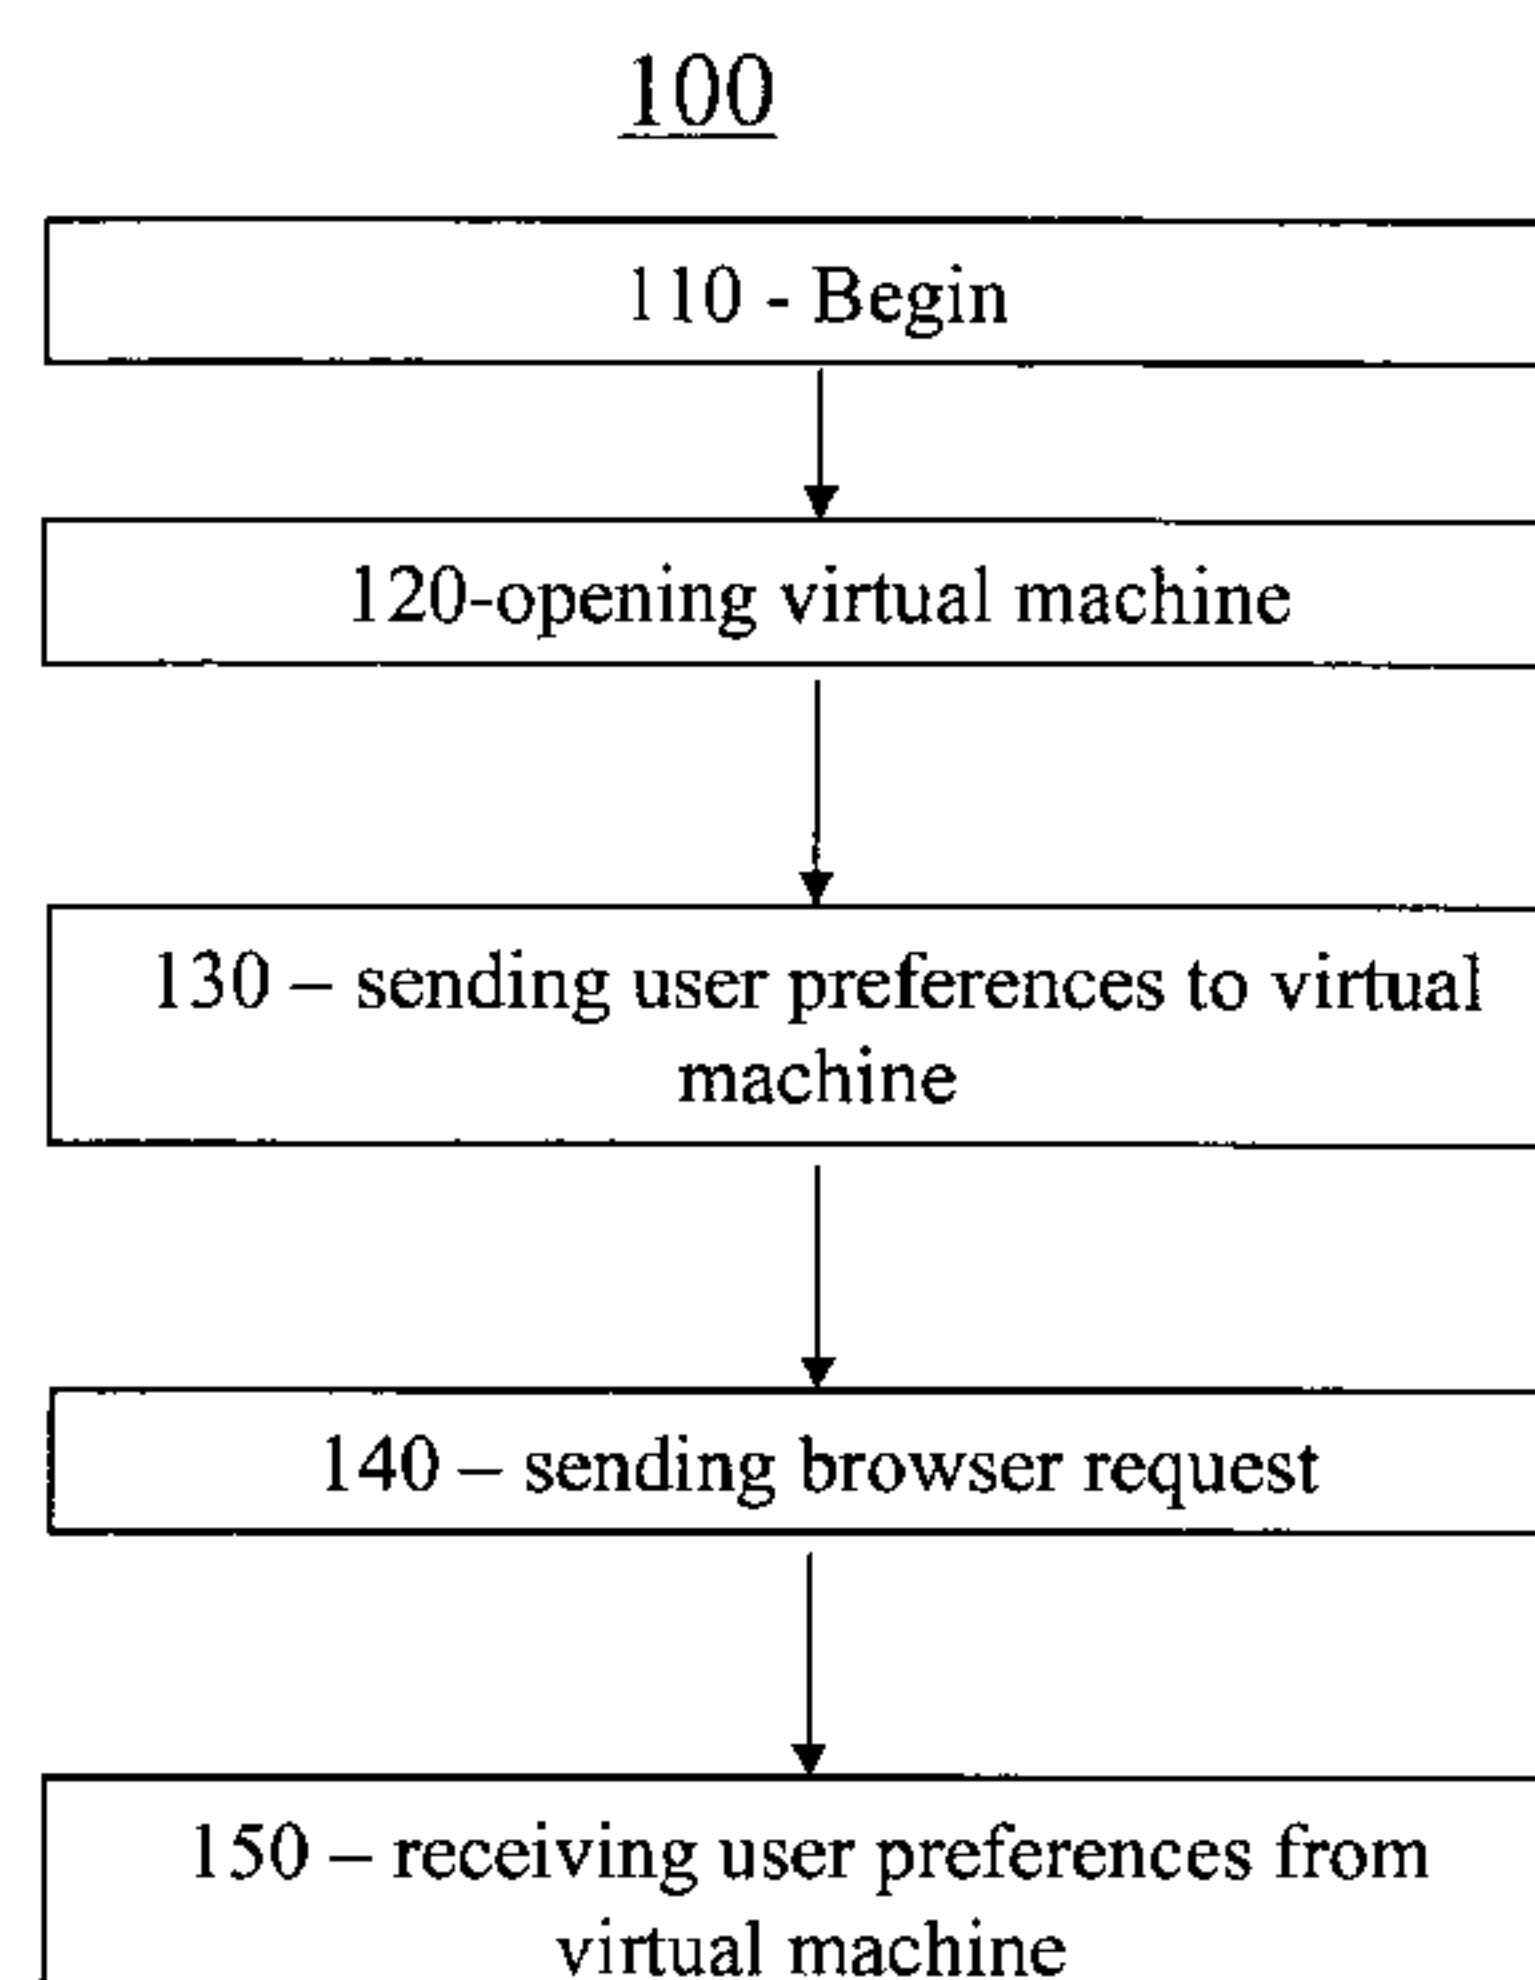 100
110 - Begin
120-opening virtual machine
130 – sending user preferences to virtual
machine
140 – sending browser request
150 – receiving user preferences from
virtual machine